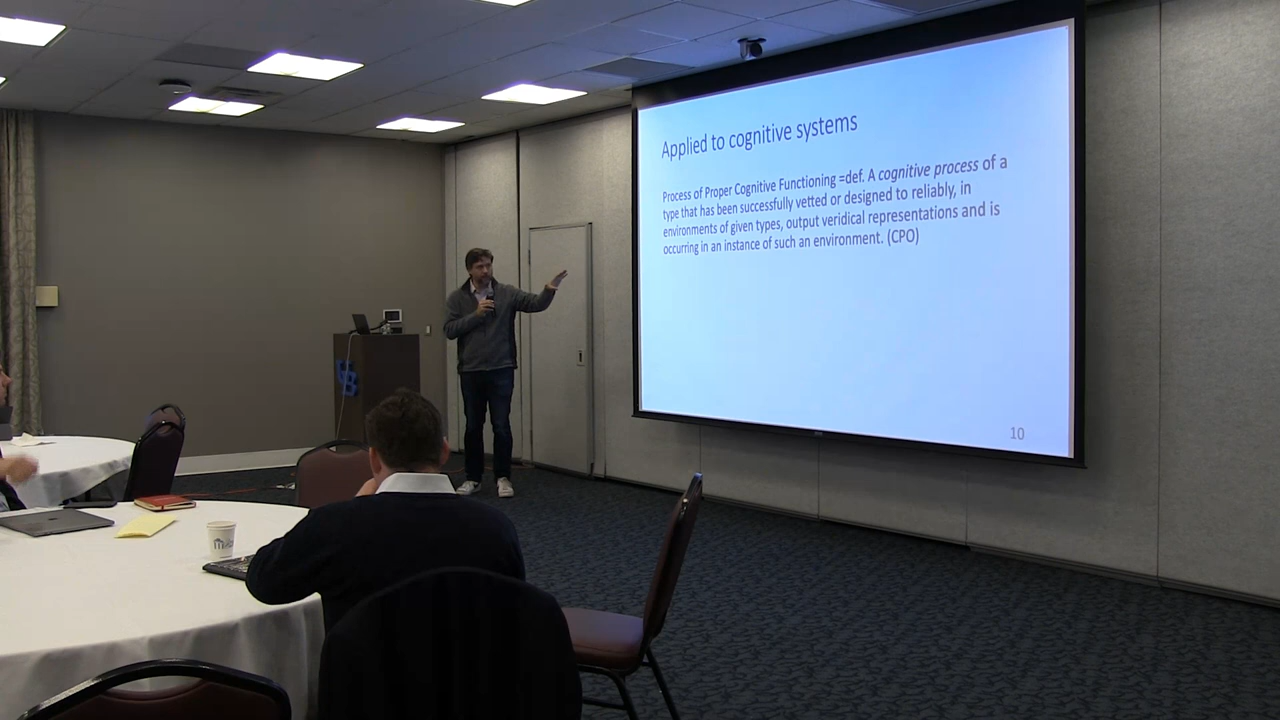 Applied to cognitive systems
Process of Proper Cognitive Functioning =def. A cognitive process of a
type that has been successfully vetted or designed to reliably, in
environments of given types, output veridical representations and is
occurring in an instance of such an environment. (CPO)
10